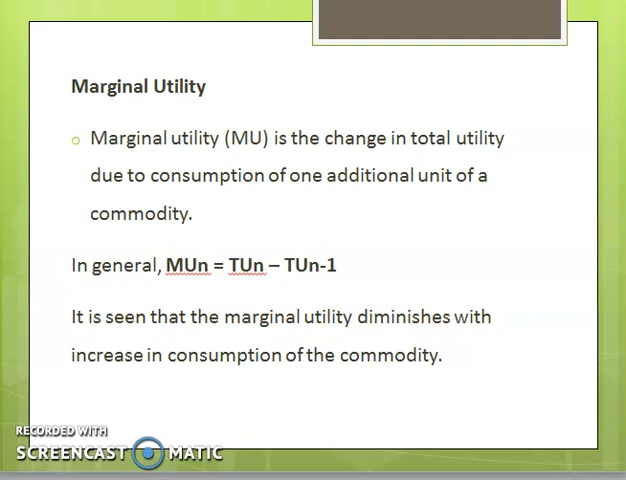 Marginal Utility
Marginal utility (MU) is the change in total utility
due to consumption of one additional unit of a
commodity.
In general, MUn = TUn – TUn-1
It is seen that the marginal utility diminishes with
increase in consumption of the commodity.
RECORDED WITH
SCREENCAST MATIC